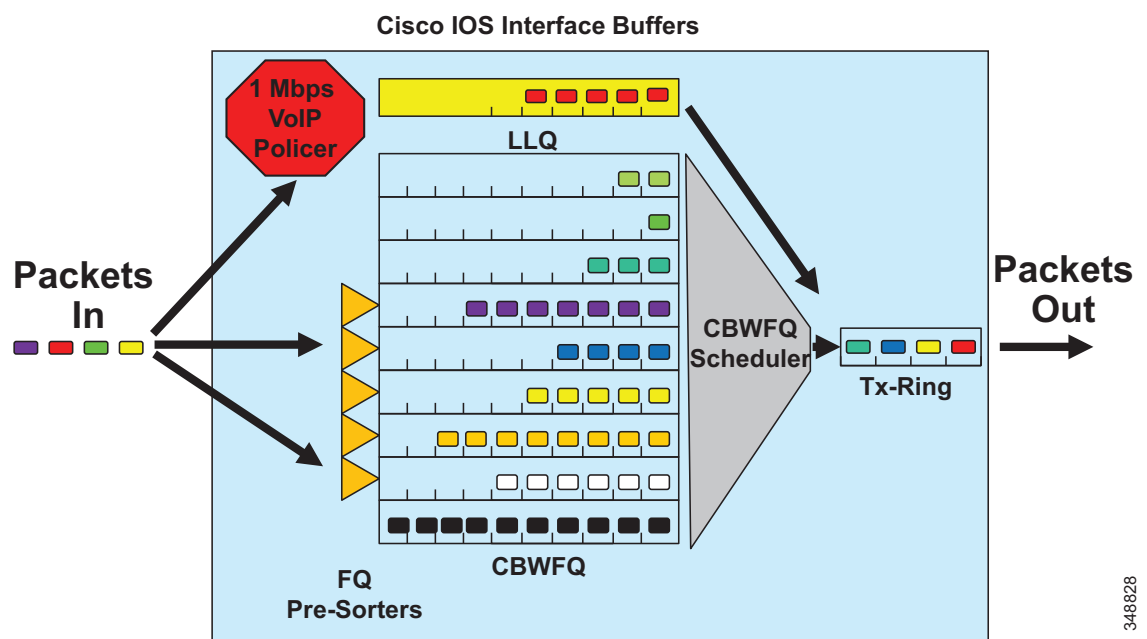 Cisco IOS Interface Buffers
1 Mbps
VoIP
Policer
LLQ
Packets
In
CBWFQ
Scheduler
Packets
Out
Tx-Ring
CBWFQ
FQ
Pre-Sorters
348828